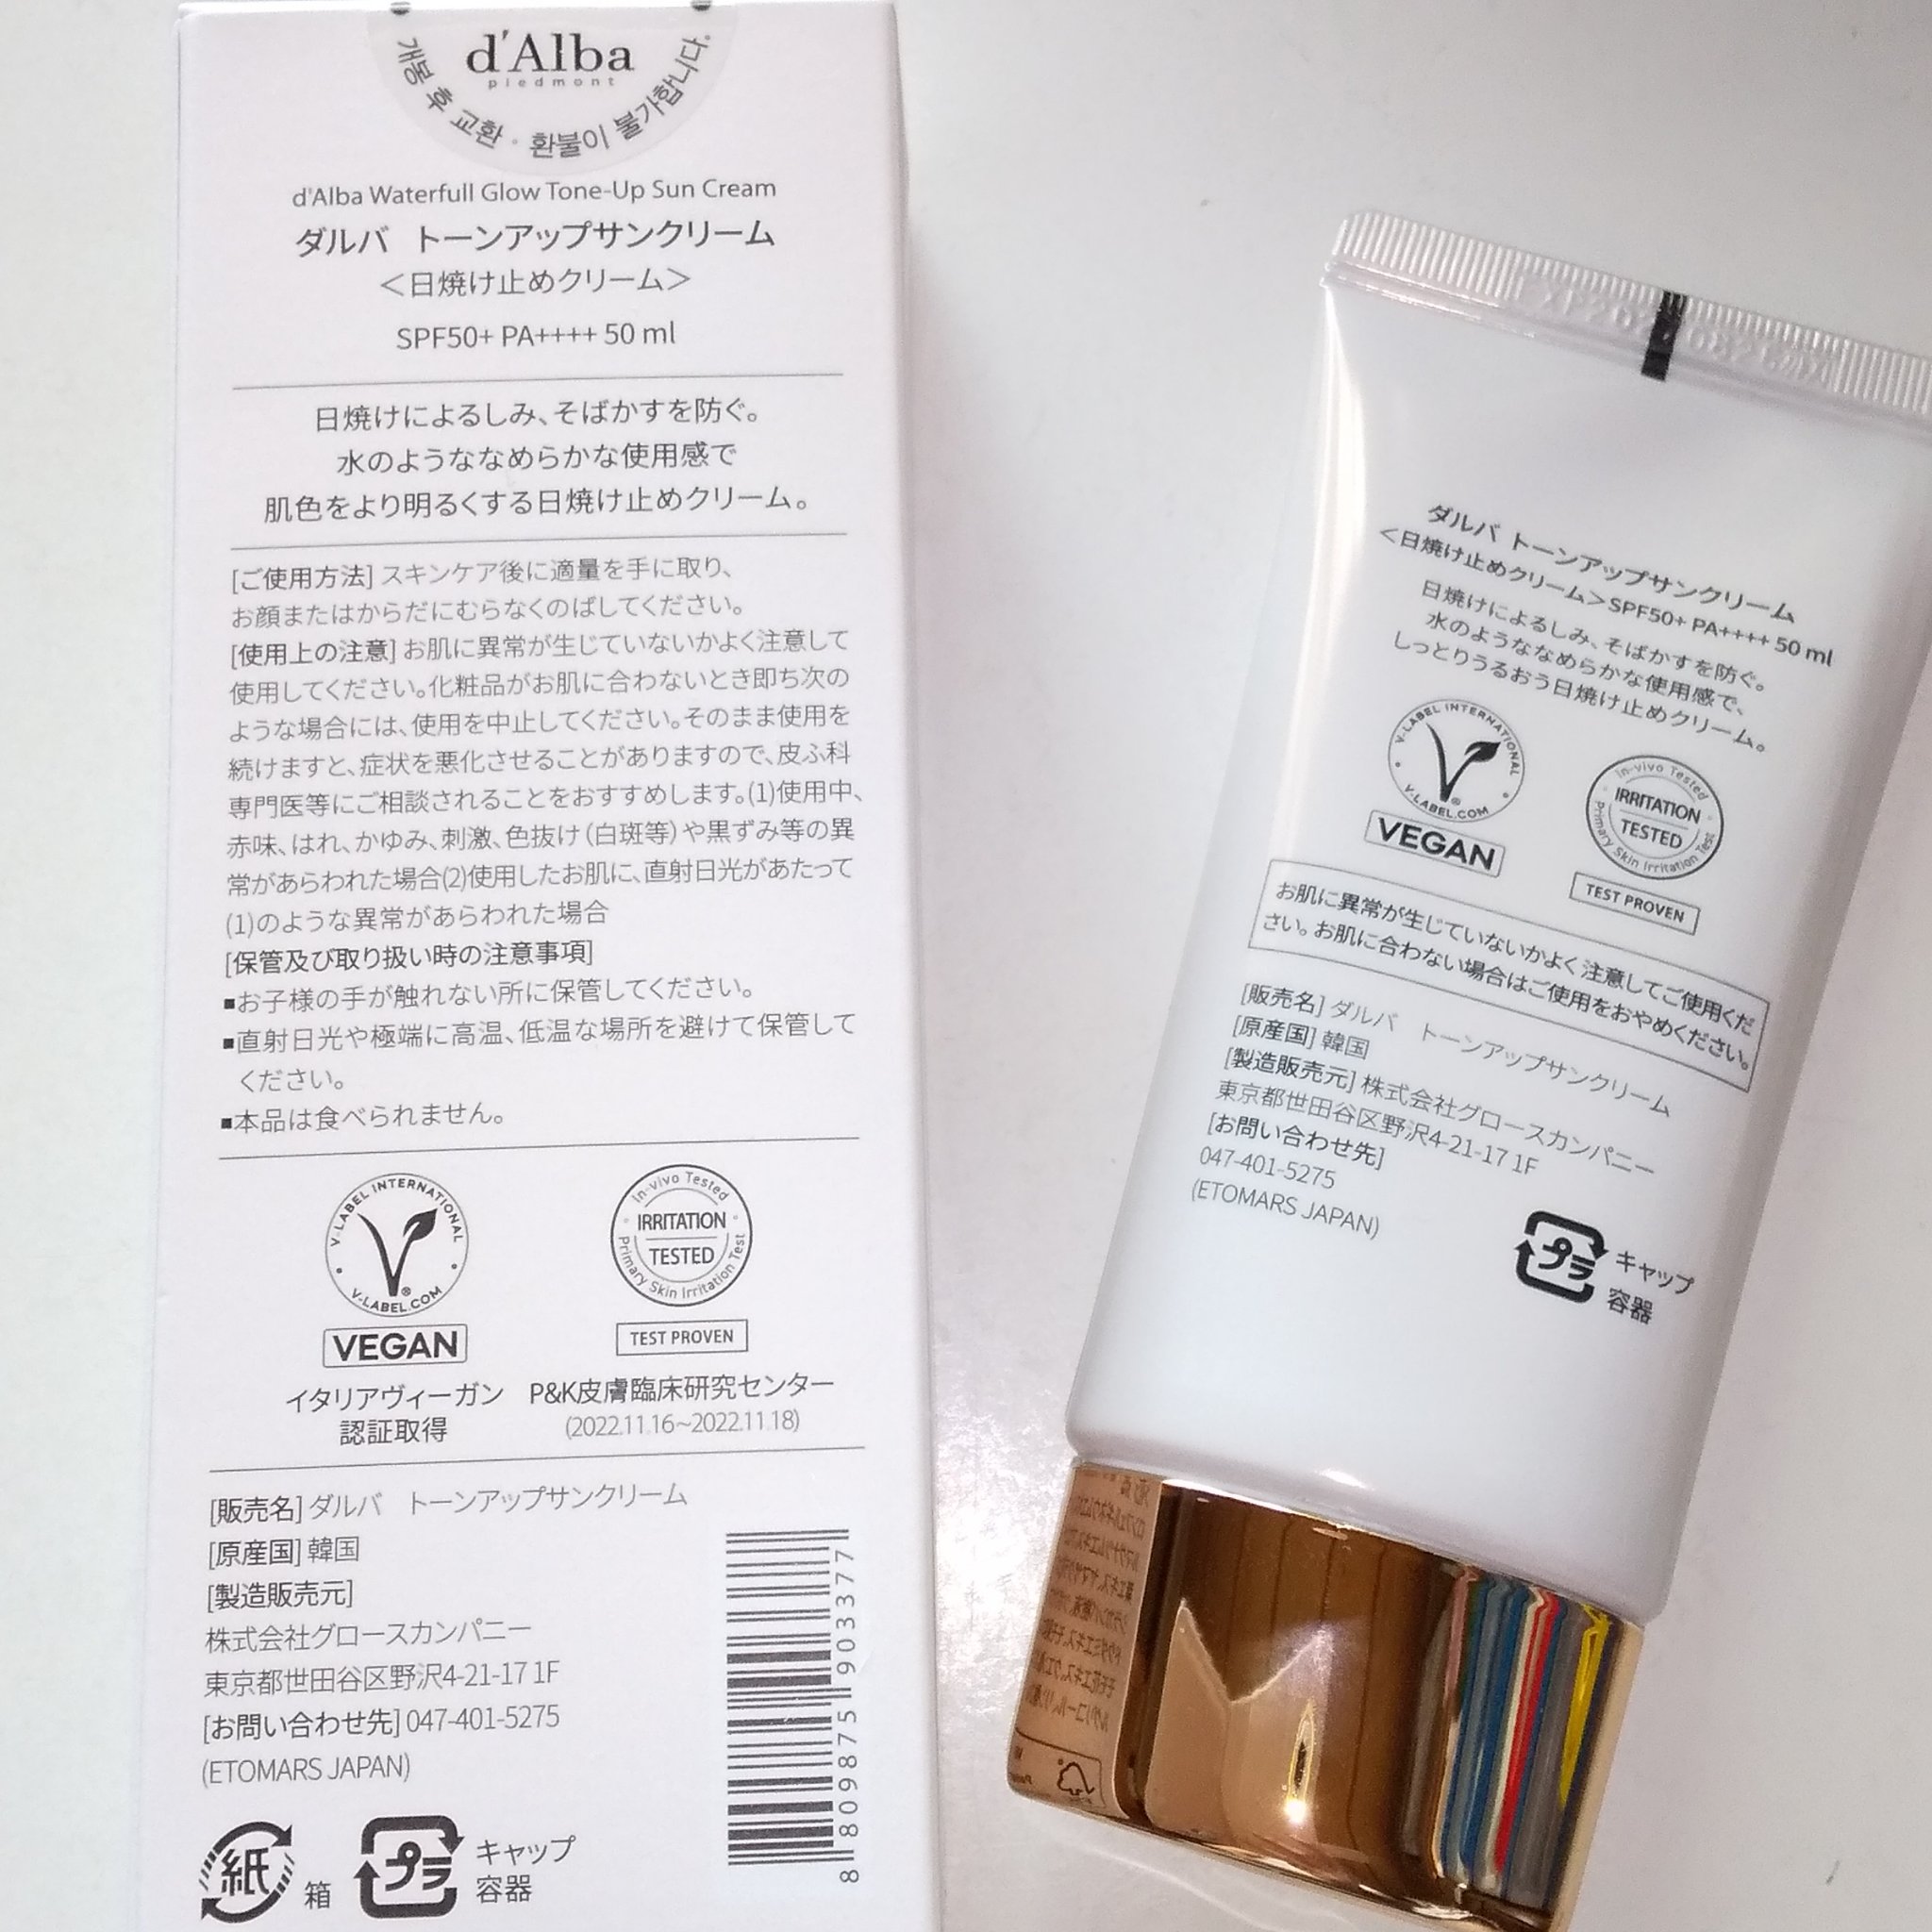 d'Alba
piedmont
개봉 후 교환·환불이 불가합니다.
d'Alba Waterfull Glow Tone-Up Sun Cream
ダルバ トーンアップサンクリーム
＜日焼け止めクリーム＞
SPF50+ PA++++ 50 ml
日焼けによるしみ、そばかすを防ぐ。
水のようななめらかな使用感で
肌色をより明るくする日焼け止めクリーム。
[ご使用方法] スキンケア後に適量を手に取り、
お顔またはからだにむらなくのばしてください。
[使用上の注意] お肌に異常が生じていないかよく注意して
使用してください。化粧品がお肌に合わないとき即ち次の
ような場合には、使用を中止してください。そのまま使用を
続けますと、症状を悪化させることがありますので、皮ふ科
専門医等にご相談されることをおすすめします。(1)使用中、
赤味、はれ、かゆみ、刺激、色抜け (白斑等) や黒ずみ等の異
常があらわれた場合(2)使用したお肌に、直射日光があたって
(1)のような異常があらわれた場合
[保管及び取り扱い時の注意事項]
■お子様の手が触れない所に保管してください。
■直射日光や極端に高温、低温な場所を避けて保管して
ください。
■本品は食べられません。
V-LABEL INTERNATIONAL
V-LABEL.COM
VEGAN
イタリアヴィーガン
認証取得
In-vivo Tested
IRRITATION
TESTED
Primary Skin Irritation Test
TEST PROVEN
P&K皮膚臨床研究センター
(2022.11.16~2022.11.18)
[販売名] ダルバ トーンアップサンクリーム
[原産国] 韓国
[製造販売元]
株式会社グロースカンパニー
東京都世田谷区野沢4-21-17 1F
[お問い合わせ先] 047-401-5275
(ETOMARS JAPAN)
紙 箱
プラ キャップ
容器
8 809875 903377
ダルバ トーンアップサンクリーム
＜日焼け止めクリーム＞SPF50+ PA++++ 50 ml
日焼けによるしみ、そばかすを防ぐ。
水のようななめらかな使用感で、
しっとりうるおう日焼け止めクリーム。
V-LABEL INTERNATIONAL
V-LABEL.COM
VEGAN
In-vivo Tested
IRRITATION
TESTED
Primary Skin Irritation Test
TEST PROVEN
お肌に異常が生じていないかよく注意してご使用くだ
さい。お肌に合わない場合はご使用をおやめください。
[販売名] ダルバ トーンアップサンクリーム
[原産国] 韓国
[製造販売元] 株式会社グロースカンパニー
東京都世田谷区野沢4-21-17 1F
[お問い合わせ先]
047-401-5275
(ETOMARS JAPAN)
プラ キャップ
容器